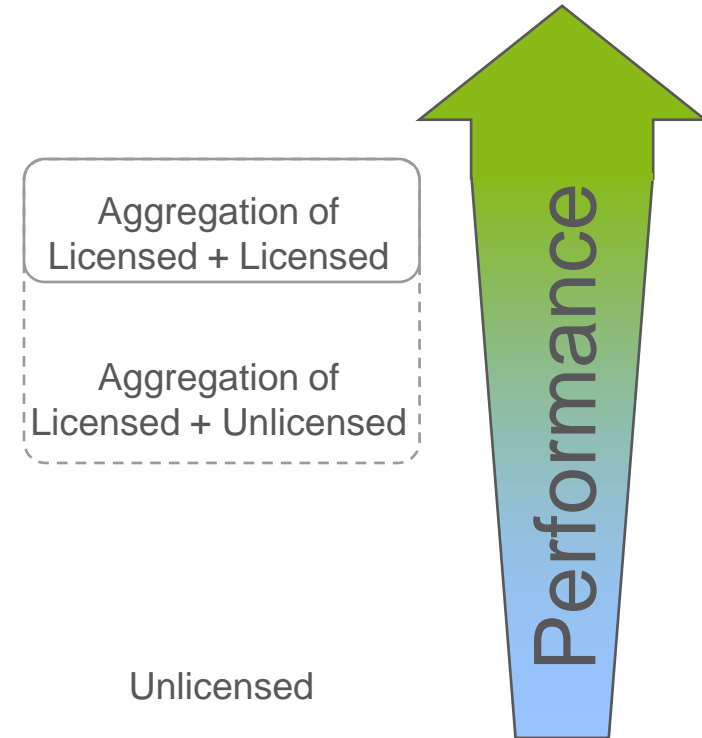 Aggregation of
Licensed + Licensed
Aggregation of
Licensed + Unlicensed
Unlicensed
Performance